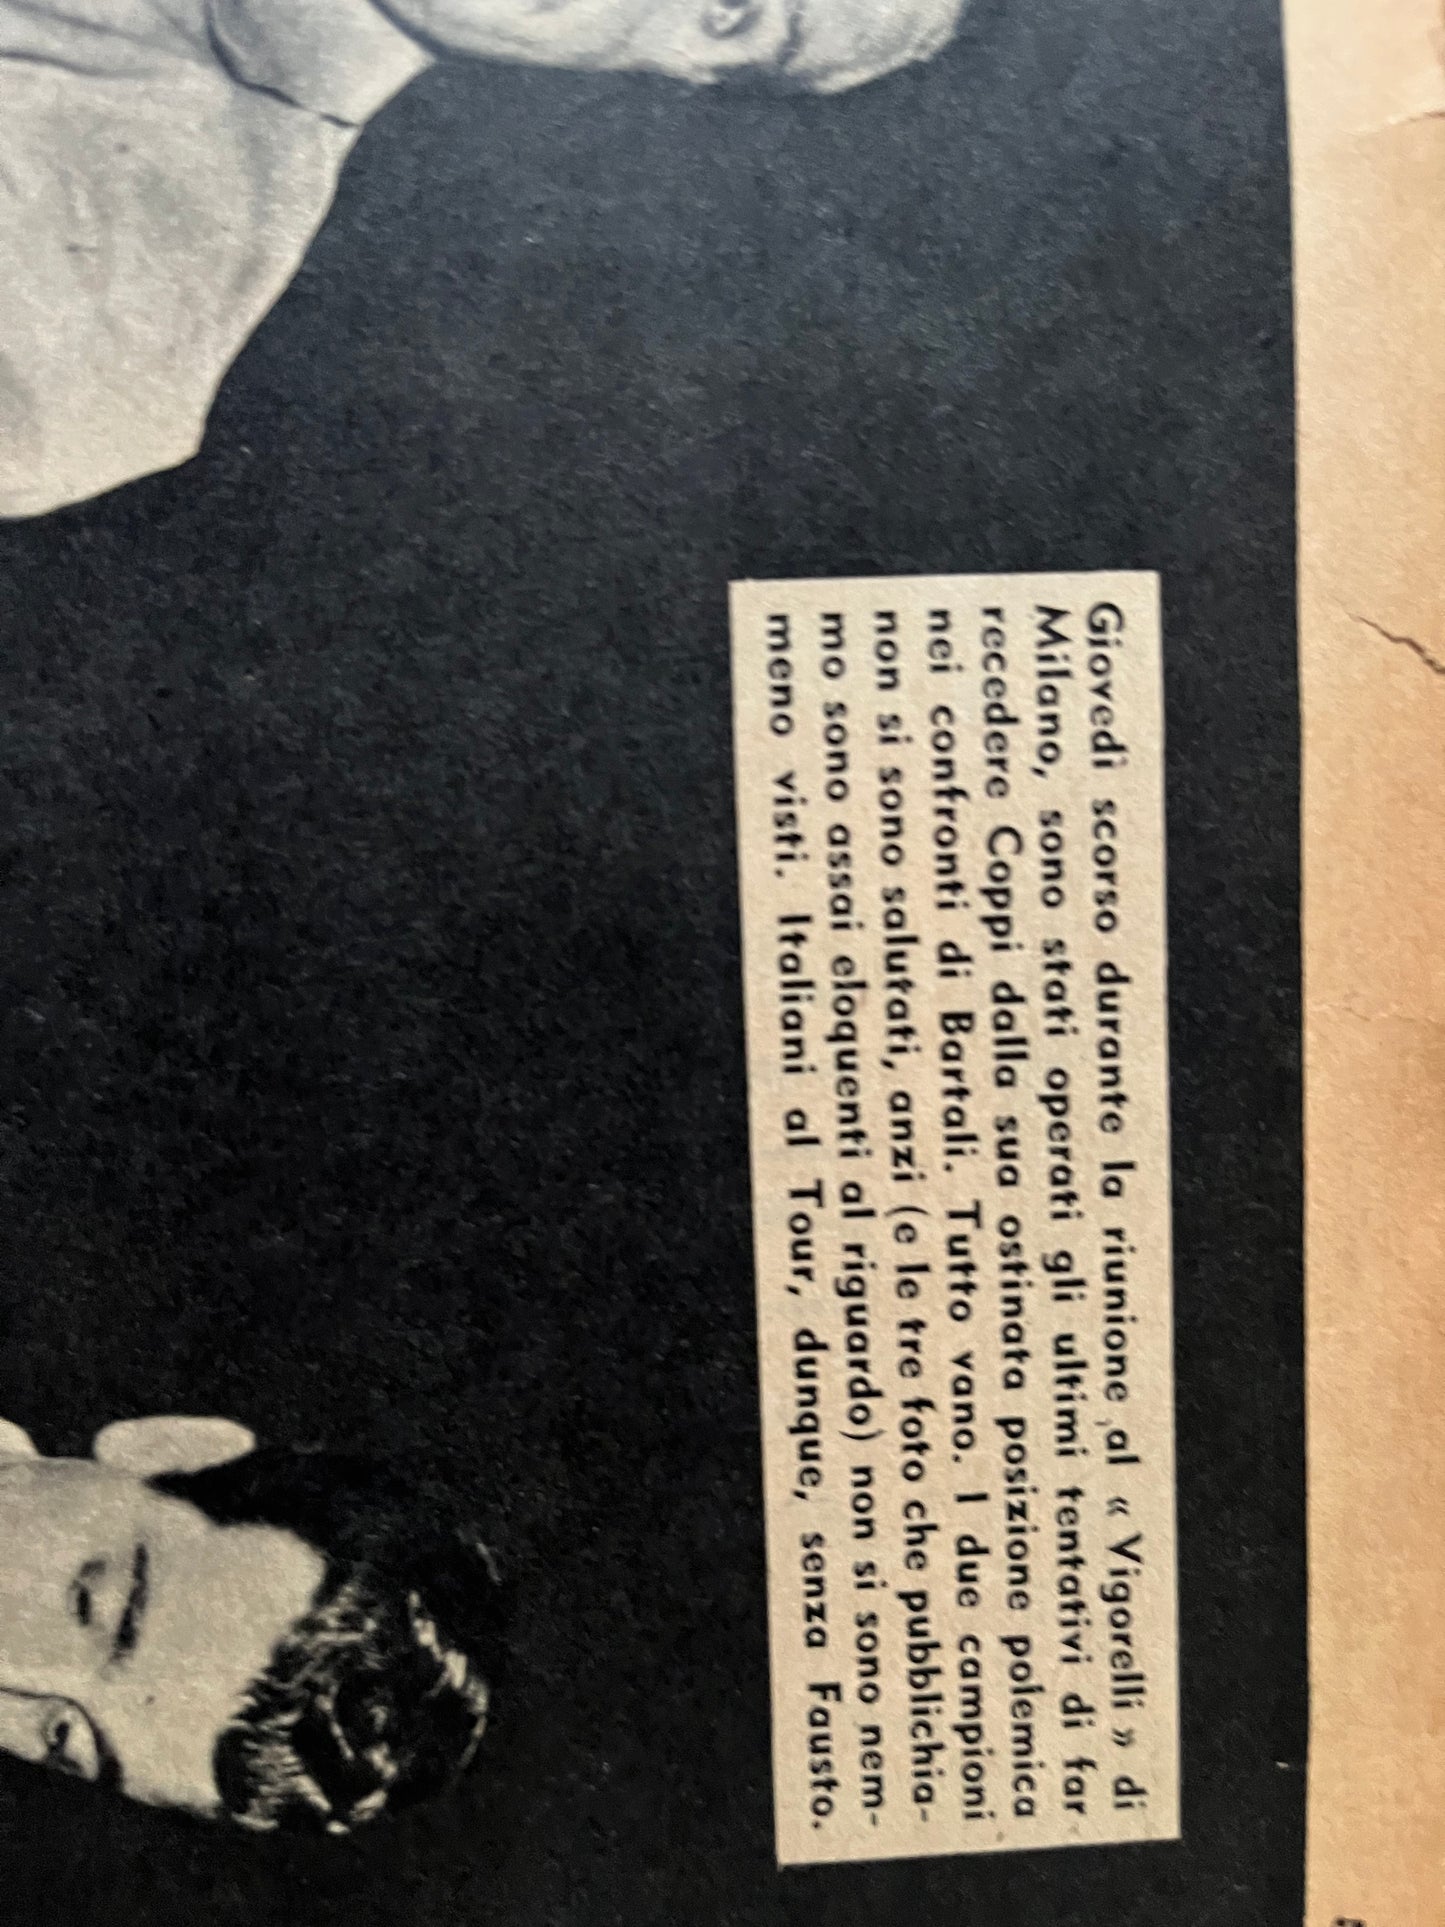 Giovedì scorso durante la riunione al « Vigorelli » di
Milano, sono stati operati gli ultimi tentativi di far
recedere Coppi dalla sua ostinata posizione polemica
nei confronti di Bartali. Tutto vano. I due campioni
non si sono salutati, anzi (e le tre foto che pubblichia-
mo sono assai eloquenti al riguardo) non si sono nem-
meno visti. Italiani al Tour, dunque, senza Fausto.